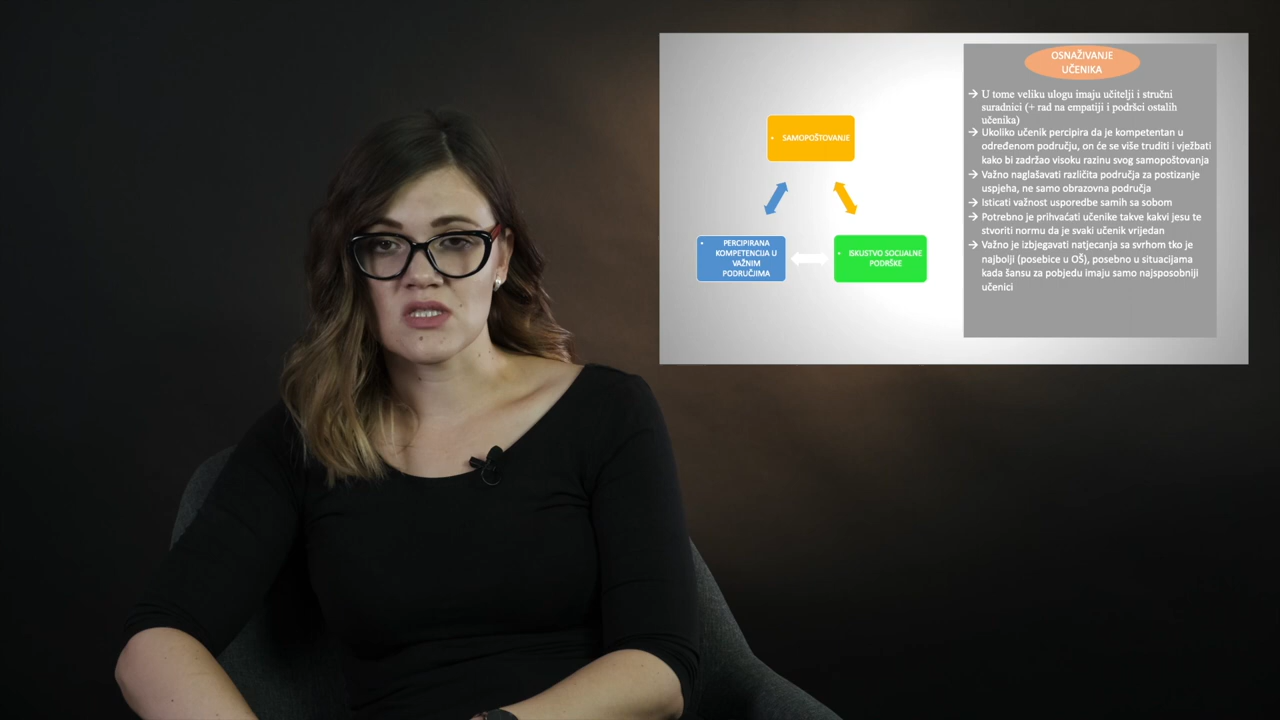 OSNAŽIVANJE
UČENIKA
→ U tome veliku ulogu imaju učitelji i stručni
suradnici (+ rad na empatiji i podršci ostalih
učenika)
→ Ukoliko učenik percipira da je kompetentan u
određenom području, on će se više truditi i vježbati
kako bi zadržao visoku razinu svog samopoštovanja
→ Važno naglašavati različita područja za postizanje
uspjeha, ne samo obrazovna područja
→ Isticati važnost usporedbe samih sa sobom
→ Potrebno je prihvaćati učenike takve kakvi jesu te
stvoriti normu da je svaki učenik vrijedan
→ Važno je izbjegavati natjecanja sa svrhom tko je
najbolji (posebice u OŠ), posebno u situacijama
kada šansu za pobjedu imaju samo najsposobniji
učenici
• SAMOPOŠTOVANJE
• PERCIPIRANA
KOMPETENCIJA U
VAŽNIM
PODRUČJIMA
• ISKUSTVO SOCIJALNE
PODRŠKE